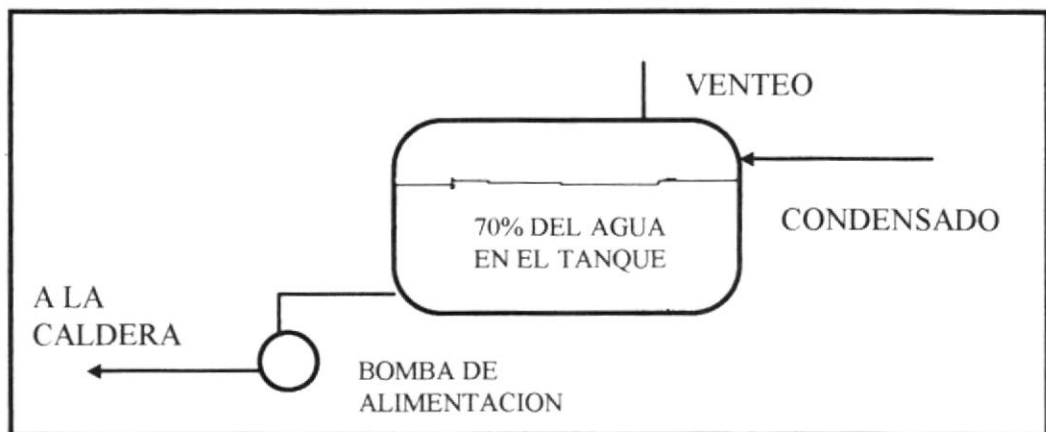 VENTEO
CONDENSADO
70% DEL AGUA
EN EL TANQUE
A LA
CALDERA
BOMBA DE
ALIMENTACION